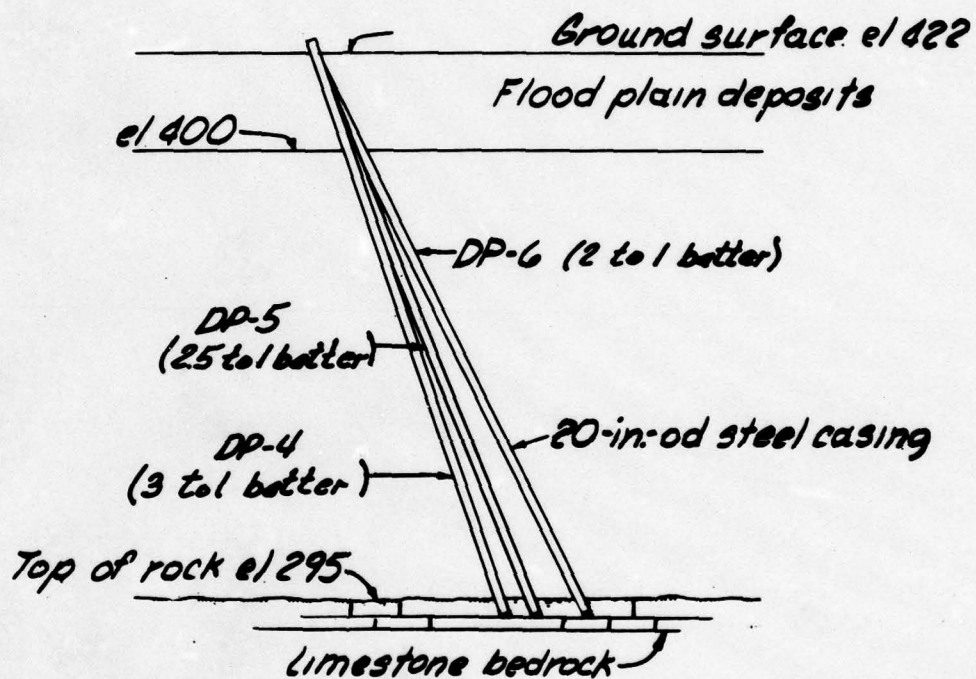 Ground surface el 422
Flood plain deposits
el 400
DP-6 (2 to 1 batter)
DP-5
(2.5 to 1 batter)
20-in.-od steel casing
DP-4
(3 to 1 batter)
Top of rock el 295
Limestone bedrock